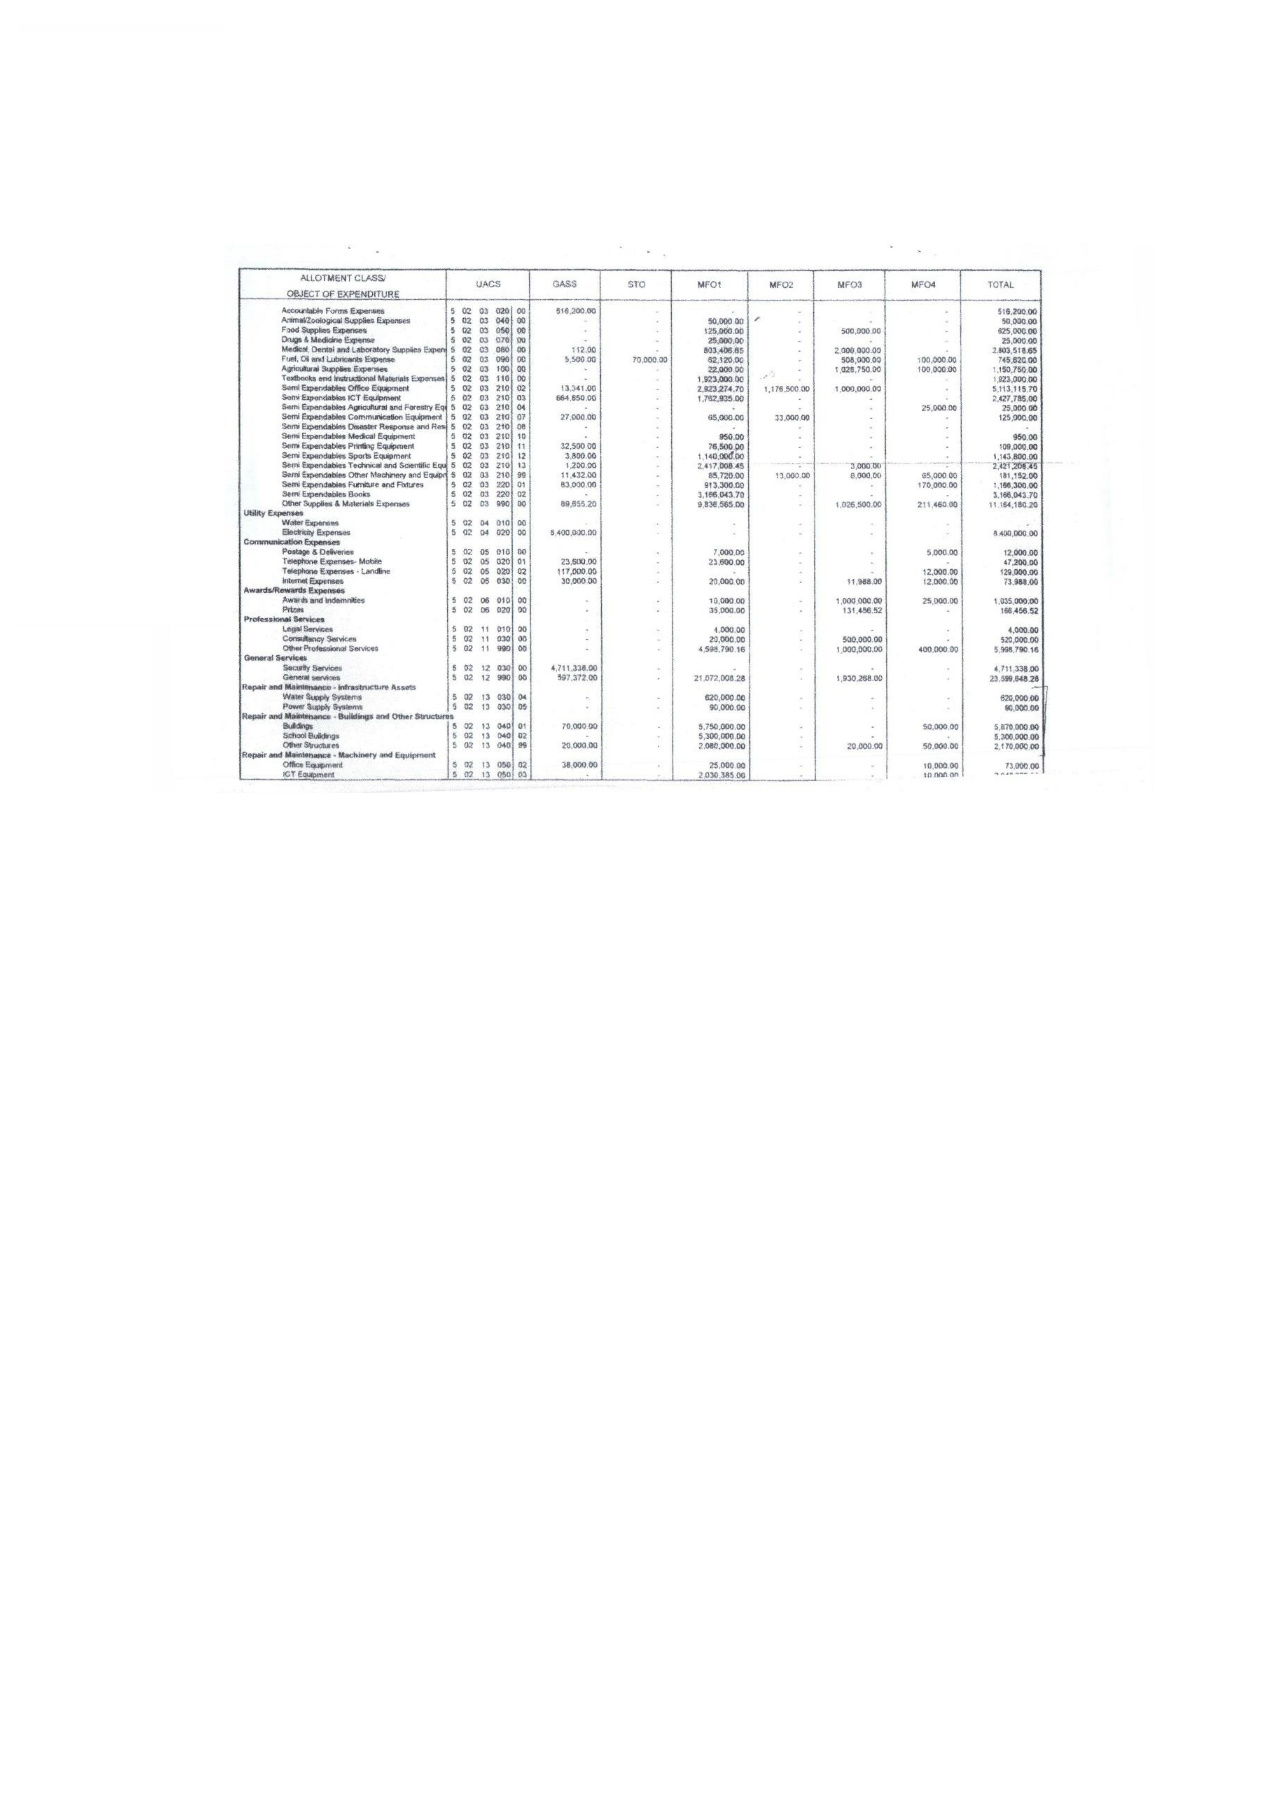 ALLOTMENT CLASS/ OBJECT OF EXPENDITURE UACS GASS STO MFO1 MFO2 MFO3 MFO4 TOTAL
Accountable Forms Expenses 5 02 03 020 00 516,200.00 - - - - - 516,200.00
Animal/Zoological Supplies Expenses 5 02 03 040 00 - - 50,000.00 - - - 50,000.00
Food Supplies Expenses 5 02 03 050 00 - - 125,000.00 - 500,000.00 - 625,000.00
Drugs & Medicine Expense 5 02 03 070 00 - - 25,000.00 - - - 25,000.00
Medical, Dental and Laboratory Supplies Expen 5 02 03 080 00 112.00 - 803,406.65 - 2,000,000.00 - 2,803,518.65
Fuel, Oil and Lubricants Expense 5 02 03 090 00 5,500.00 70,000.00 62,120.00 - 508,000.00 100,000.00 745,620.00
Agricultural Supplies Expenses 5 02 03 100 00 - - 22,000.00 - 1,028,750.00 100,000.00 1,150,750.00
Textbooks and Instructional Materials Expenses 5 02 03 110 00 - - 1,923,000.00 - - - 1,923,000.00
Semi Expendables Office Equipment 5 02 03 210 02 13,341.00 - 2,923,274.70 1,176,500.00 1,000,000.00 - 5,113,115.70
Semi Expendables ICT Equipment 5 02 03 210 03 664,850.00 - 1,762,935.00 - - - 2,427,785.00
Semi Expendables Agricultural and Forestry Equ 5 02 03 210 04 - - - - - 25,000.00 25,000.00
Semi Expendables Communication Equipment 5 02 03 210 07 27,000.00 - 65,000.00 33,000.00 - - 125,000.00
Semi Expendables Disaster Response and Res 5 02 03 210 08 - - - - - - -
Semi Expendables Medical Equipment 5 02 03 210 10 - - 950.00 - - - 950.00
Semi Expendables Printing Equipment 5 02 03 210 11 32,500.00 - 76,500.00 - - - 109,000.00
Semi Expendables Sports Equipment 5 02 03 210 12 3,800.00 - 1,140,000.00 - - - 1,143,800.00
Semi Expendables Technical and Scientific Equ 5 02 03 210 13 1,200.00 - 2,417,008.45 - 3,000.00 - 2,421,208.45
Semi Expendables Other Machinery and Equipn 5 02 03 210 99 11,432.00 - 85,720.00 13,000.00 6,000.00 65,000.00 181,152.00
Semi Expendables Furniture and Fixtures 5 02 03 220 01 83,000.00 - 913,300.00 - - 170,000.00 1,166,300.00
Semi Expendables Books 5 02 03 220 02 - - 3,166,043.70 - - - 3,166,043.70
Other Supplies & Materials Expenses 5 02 03 990 00 89,655.20 - 9,836,565.00 - 1,026,500.00 211,460.00 11,164,180.20
Utility Expenses
Water Expenses 5 02 04 010 00 - - - - - - -
Electricity Expenses 5 02 04 020 00 8,400,000.00 - - - - - 8,400,000.00
Communication Expenses
Postage & Deliveries 5 02 05 010 00 - - 7,000.00 - - 5,000.00 12,000.00
Telephone Expenses- Mobile 5 02 05 020 01 23,600.00 - 23,600.00 - - - 47,200.00
Telephone Expenses - Landline 5 02 05 020 02 117,000.00 - - - - 12,000.00 129,000.00
Internet Expenses 5 02 05 030 00 30,000.00 - 20,000.00 - 11,988.00 12,000.00 73,988.00
Awards/Rewards Expenses
Awards and Indemnities 5 02 06 010 00 - - 10,000.00 - 1,000,000.00 25,000.00 1,035,000.00
Prizes 5 02 06 020 00 - - 35,000.00 - 131,456.52 - 166,456.52
Professional Services
Legal Services 5 02 11 010 00 - - 4,000.00 - - - 4,000.00
Consultancy Services 5 02 11 030 00 - - 20,000.00 - 500,000.00 - 520,000.00
Other Professional Services 5 02 11 990 00 - - 4,598,790.16 - 1,000,000.00 400,000.00 5,998,790.16
General Services
Security Services 5 02 12 030 00 4,711,338.00 - - - - - 4,711,338.00
General services 5 02 12 990 00 597,372.00 - 21,072,008.28 - 1,930,268.00 - 23,599,648.28
Repair and Maintenance - Infrastructure Assets
Water Supply Systems 5 02 13 030 04 - - 620,000.00 - - - 620,000.00
Power Supply Systems 5 02 13 030 05 - - 90,000.00 - - - 90,000.00
Repair and Maintenance - Buildings and Other Structures
Buildings 5 02 13 040 01 70,000.00 - 5,750,000.00 - - 50,000.00 5,870,000.00
School Buildings 5 02 13 040 02 - - 5,300,000.00 - - - 5,300,000.00
Other Structures 5 02 13 040 99 20,000.00 - 2,080,000.00 - 20,000.00 50,000.00 2,170,000.00
Repair and Maintenance - Machinery and Equipment
Office Equipment 5 02 13 050 02 38,000.00 - 25,000.00 - - 10,000.00 73,000.00
ICT Equipment 5 02 13 050 03 - - 2,030,385.00 - - 10,000.00